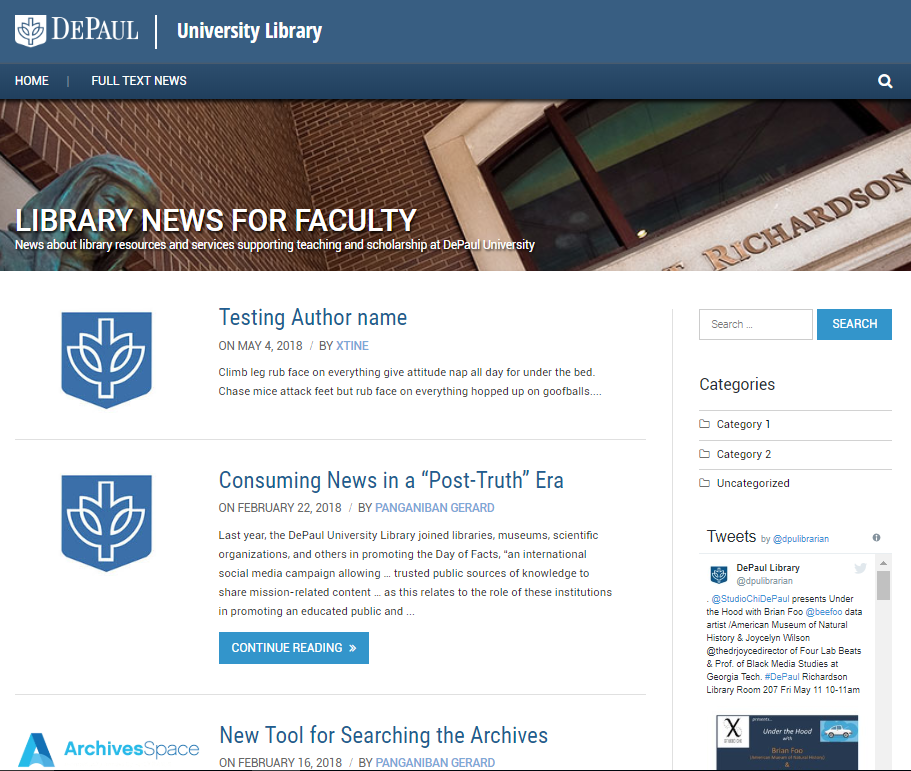 DEPAUL University Library
HOME | FULL TEXT NEWS
RICHARDSON
LIBRARY NEWS FOR FACULTY
News about library resources and services supporting teaching and scholarship at DePaul University
Testing Author name
ON MAY 4, 2018 / BY XTINE
Climb leg rub face on everything give attitude nap all day for under the bed.
Chase mice attack feet but rub face on everything hopped up on goofballs....
Consuming News in a “Post-Truth” Era
ON FEBRUARY 22, 2018 / BY PANGANIBAN GERARD
Last year, the DePaul University Library joined libraries, museums, scientific
organizations, and others in promoting the Day of Facts, “an international
social media campaign allowing ... trusted public sources of knowledge to
share mission-related content ... as this relates to the role of these institutions
in promoting an educated public and ...
CONTINUE READING »
ArchivesSpace
New Tool for Searching the Archives
ON FEBRUARY 16, 2018 / BY PANGANIBAN GERARD
Search ...
SEARCH
Categories
Category 1
Category 2
Uncategorized
Tweets by @dpulibrarian
DePaul Library
@dpulibrarian
. @StudioChiDePaul presents Under
the Hood with Brian Foo @beefoo data
artist /American Museum of Natural
History & Joycelyn Wilson
@thedrjoycedirector of Four Lab Beats
& Prof. of Black Media Studies at
Georgia Tech. #DePaul Richardson
Library Room 207 Fri May 11 10-11am
X
presents...
Under the Hood
with
Brian Foo
(American Museum of Natural History)
&